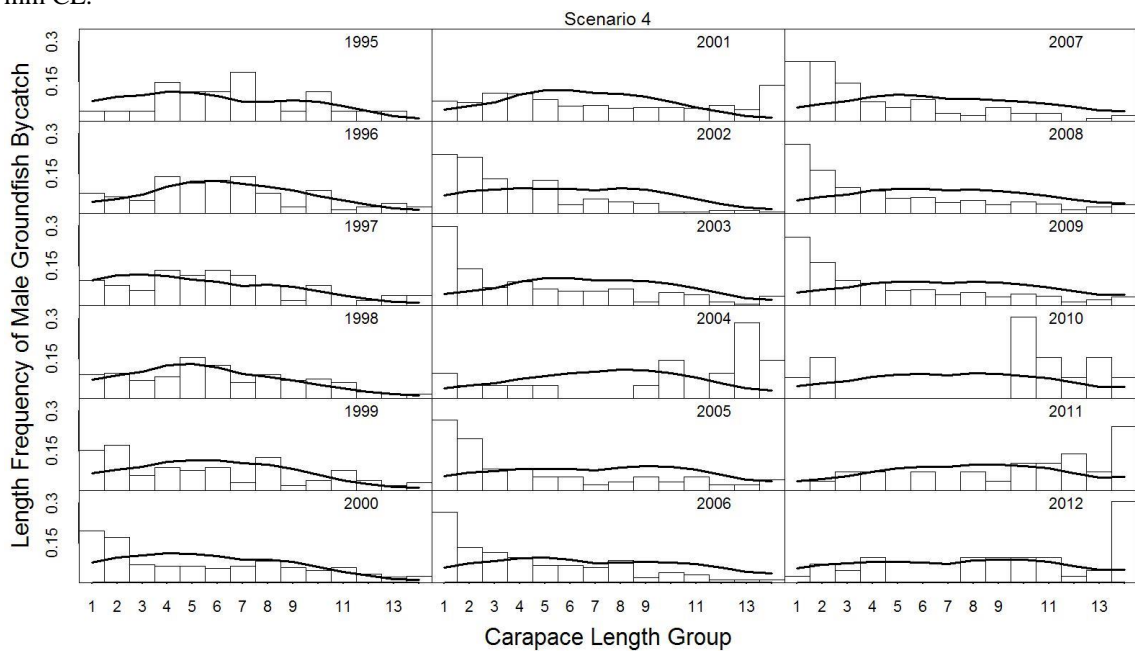 mm CL.
Scenario 4
Length Frequency of Male Groundfish Bycatch
0.3 0.15 1995 2001 2007
0.3 0.15 1996 2002 2008
0.3 0.15 1997 2003 2009
0.3 0.15 1998 2004 2010
0.3 0.15 1999 2005 2011
0.3 0.15 2000 2006 2012
1 2 3 4 5 6 7 9 11 13 1 2 3 4 5 6 7 9 11 13 1 2 3 4 5 6 7 9 11 13
Carapace Length Group